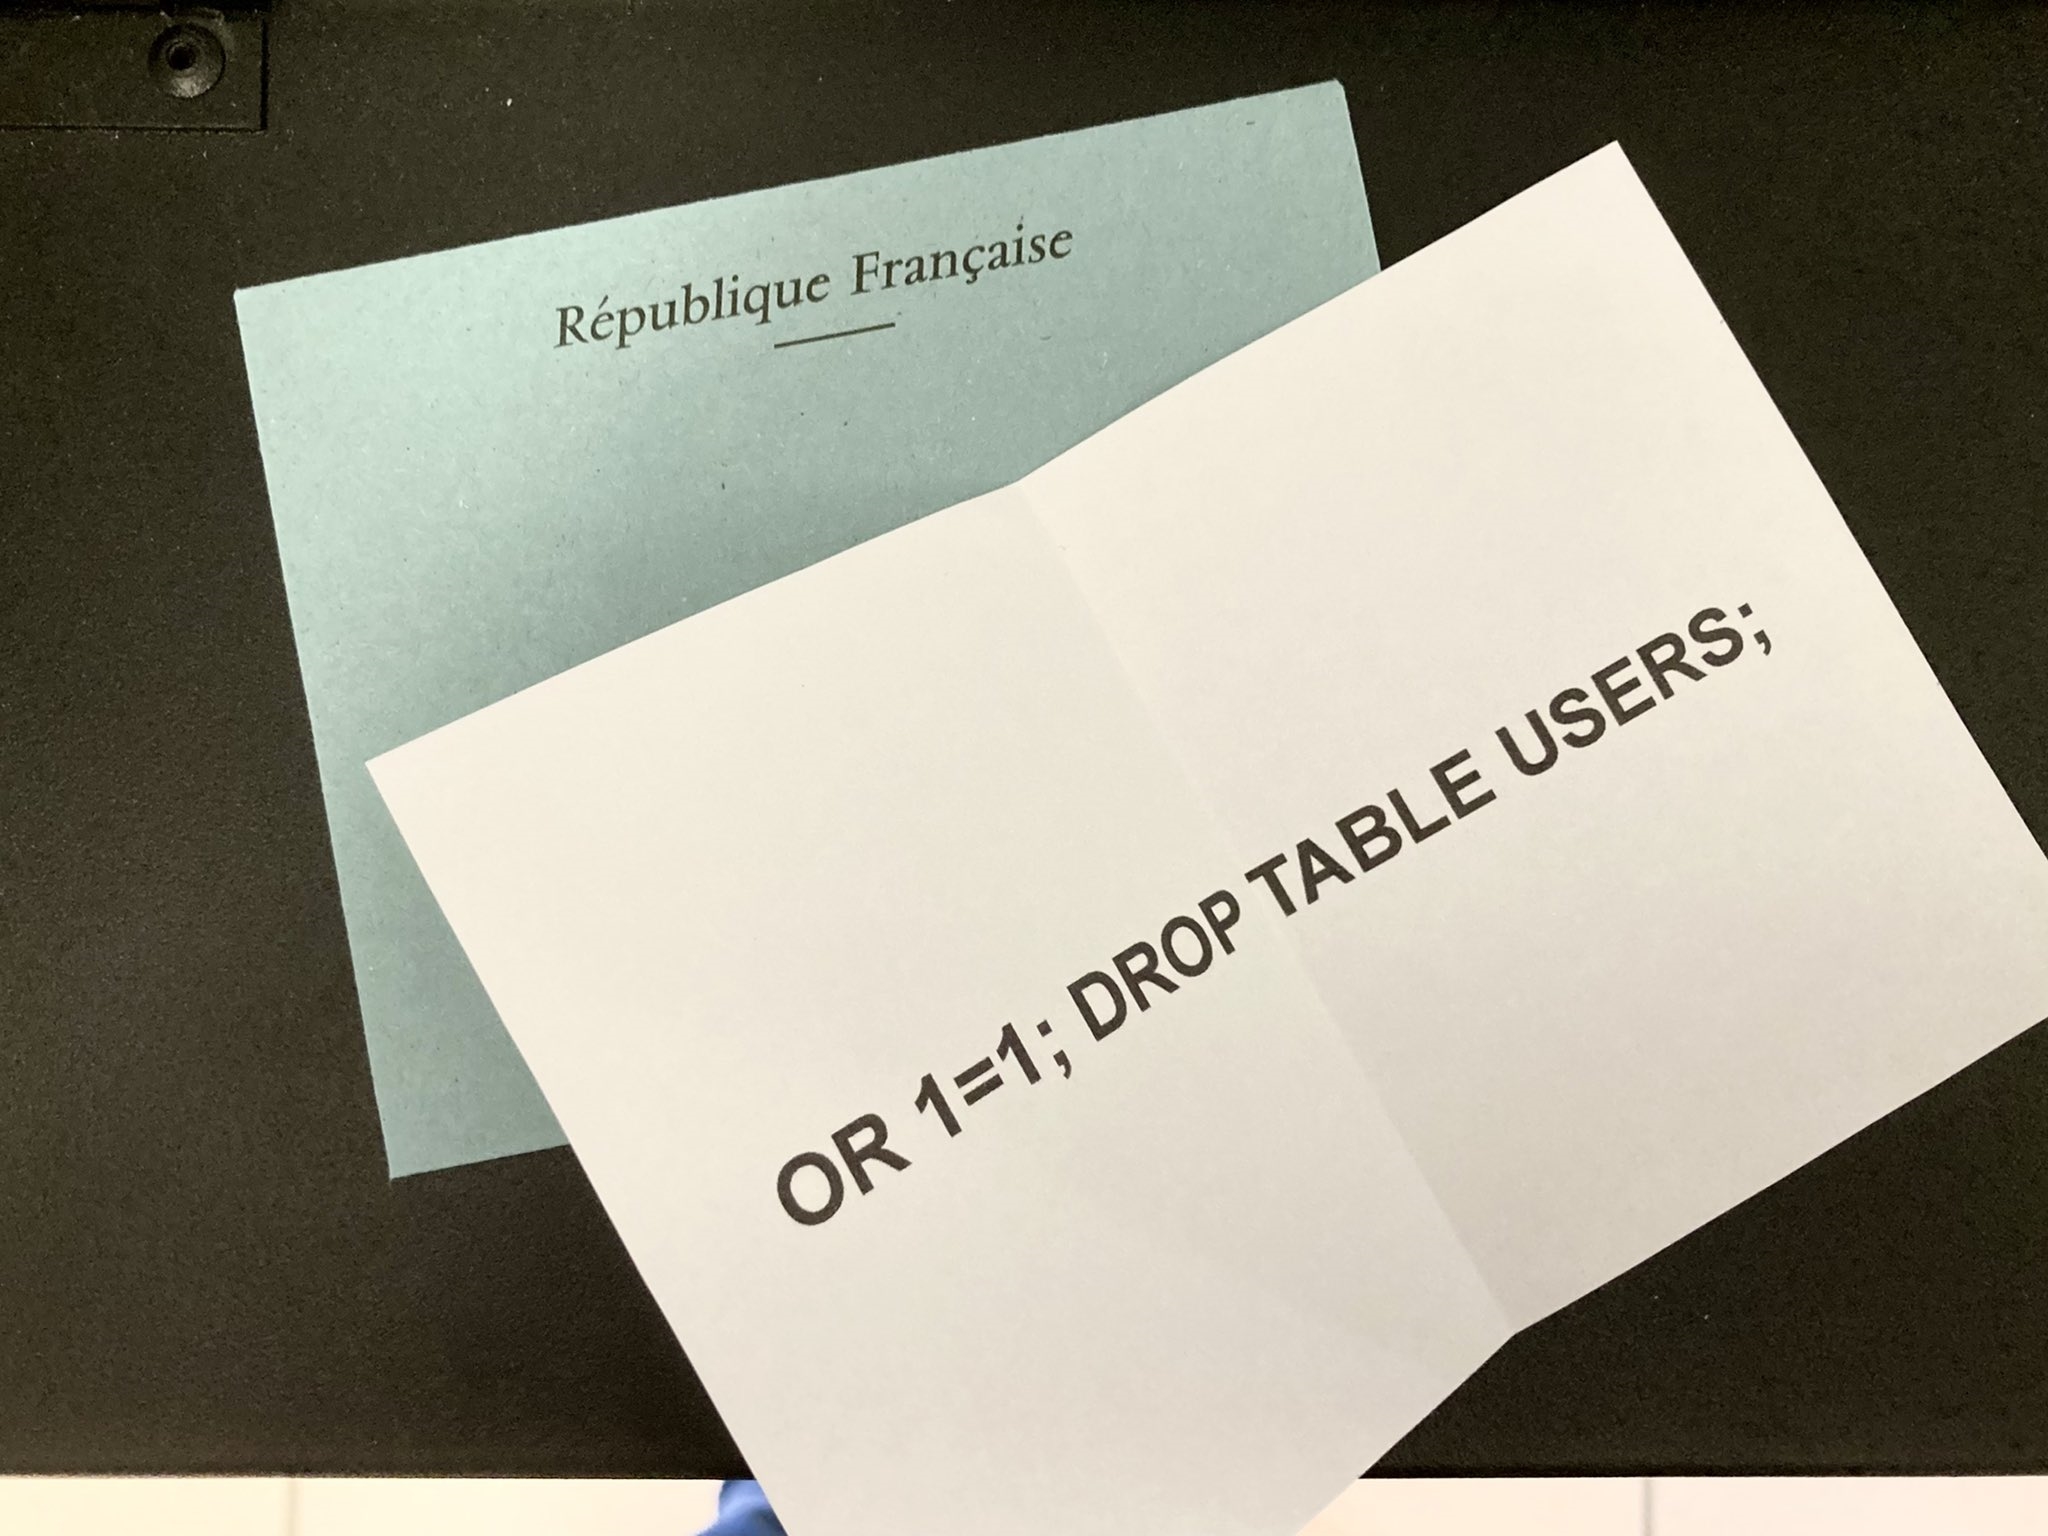 République Française
OR 1=1; DROP TABLE USERS;